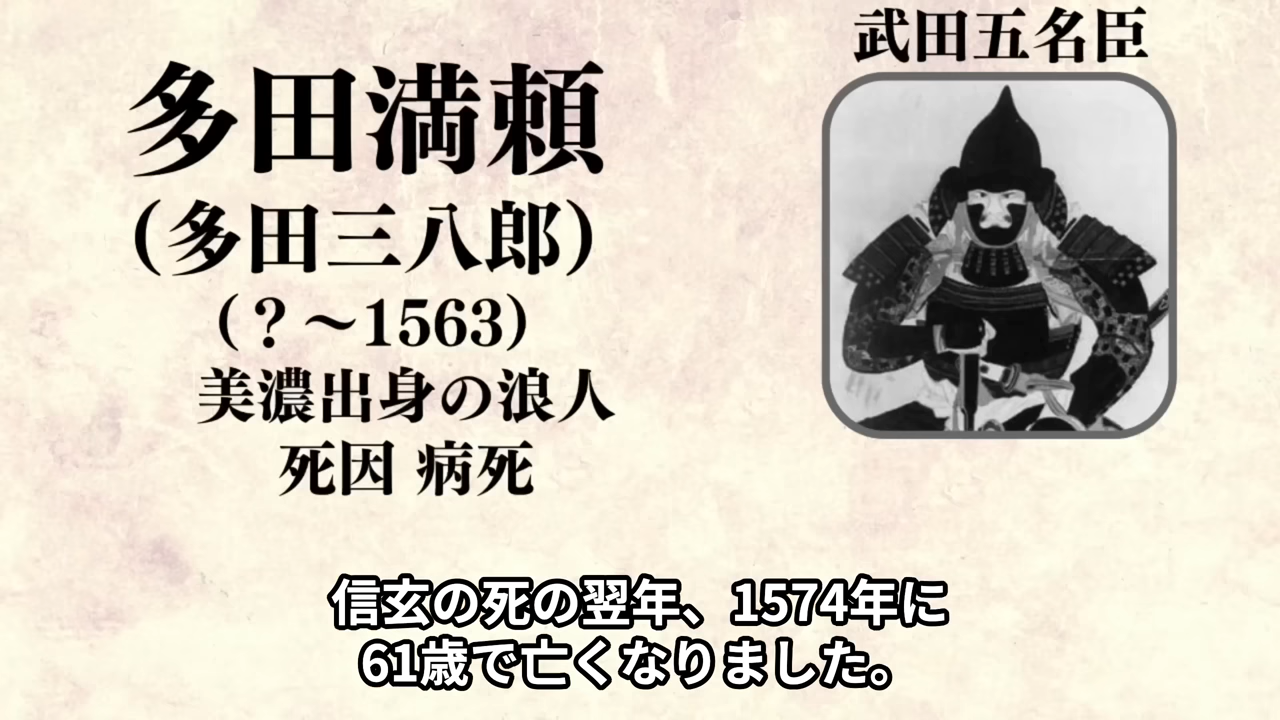 武田五名臣
多田満頼
（多田三八郎）
（？～1563）
美濃出身の浪人
死因 病死
信玄の死の翌年、1574年に
61歳で亡くなりました。